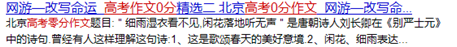 网游—改写命运 高考作文0分精选二 北京高考0分作文 网游—改写命...
北京高考零分作文题目:“细雨湿衣看不见,闲花落地听无声”是唐朝诗人刘长卿在《别严士元》
中的诗句.曾经有人这样理解这句诗:1、这是歌颂春天的美好意境.2、闲花、细雨表达...